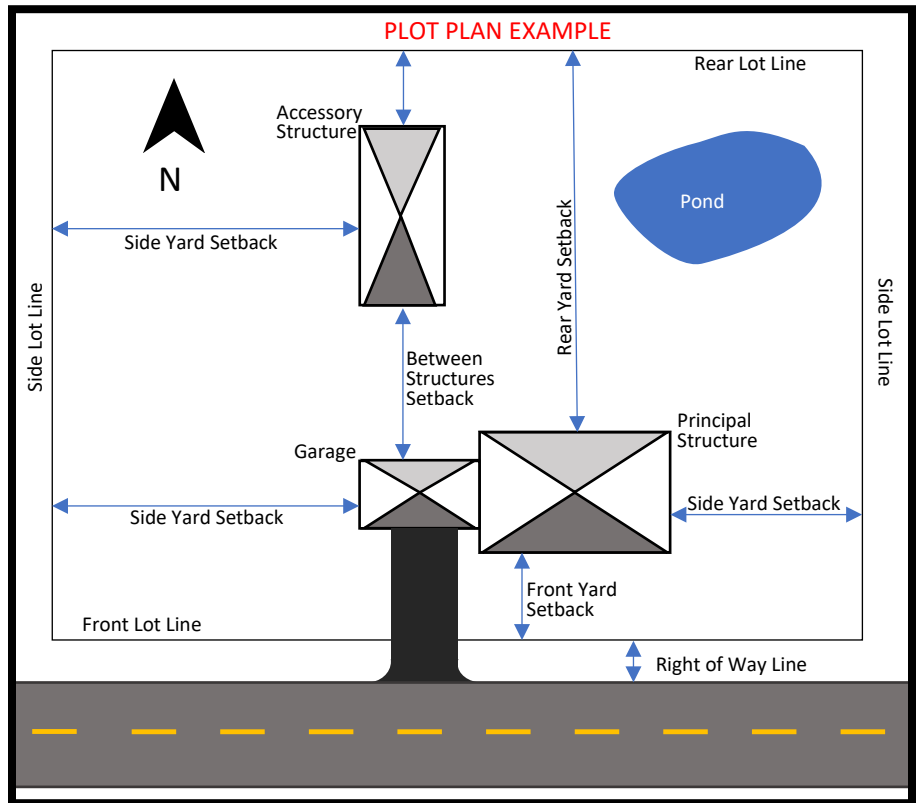 PLOT PLAN EXAMPLE
Rear Lot Line
Accessory
Structure
N
Pond
Side Yard Setback
Rear Yard Setback
Side Lot Line
Side Lot Line
Between
Structures
Setback
Principal
Structure
Garage
Side Yard Setback
Side Yard Setback
Front Yard
Setback
Front Lot Line
Right of Way Line